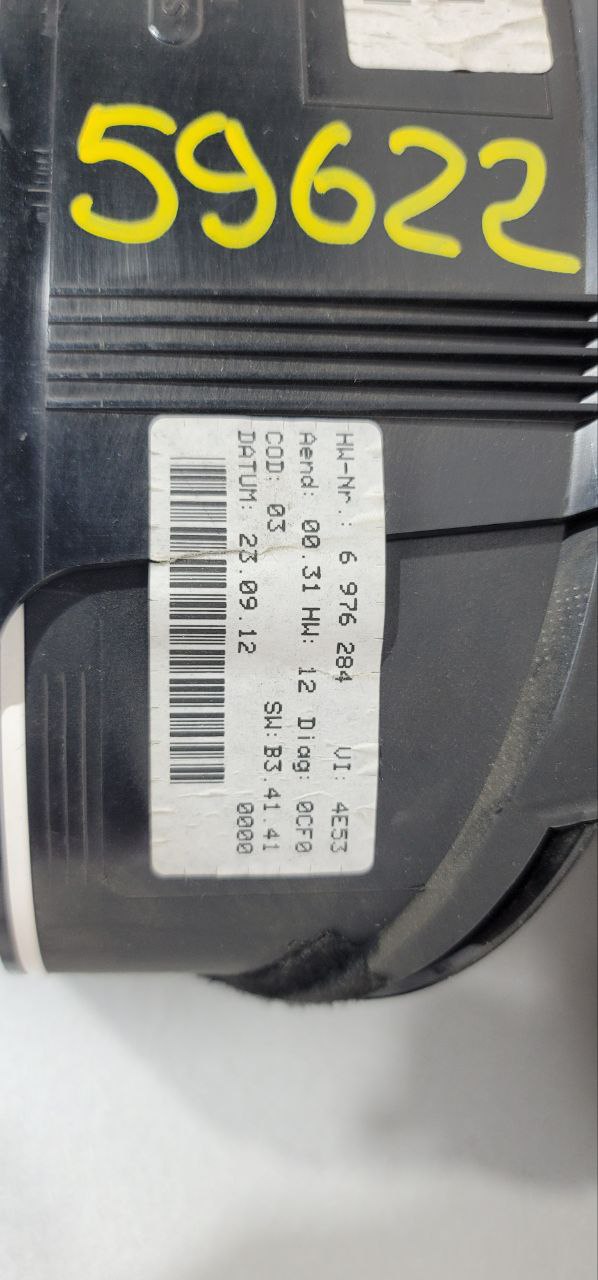 59622
HW-Nr.: 6 976 284 VI: 4E53
Aend: 00.31 HW: 12 Diag: 0CF0
COD: 03 SW: B3.41.41
DATUM: 23.09.12 0000